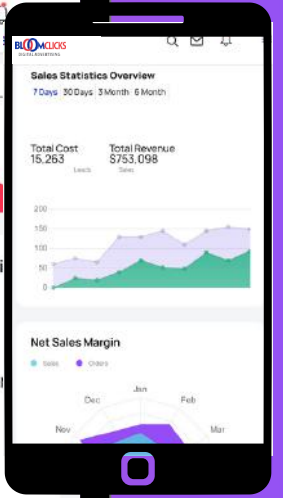 BLOOMCLICKS
DIGITAL ADVERTISING
Sales Statistics Overview
7 Days 30 Days 3 Month 6 Month
Total Cost Total Revenue
15,263 $753,098
Leads Sales
200
150
100
50
0
Net Sales Margin
Sales Orders
Jan
Dec Feb
Nov Mar